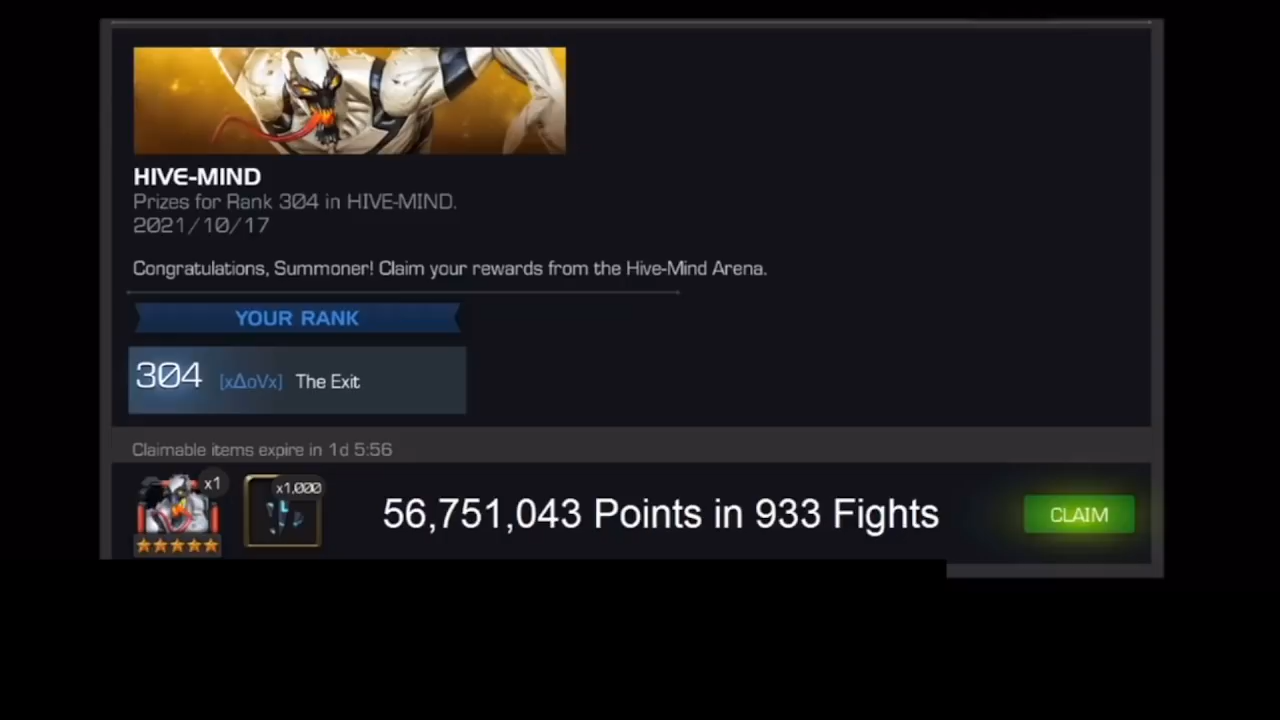 HIVE-MIND
Prizes for Rank 304 in HIVE-MIND.
2021/10/17
Congratulations, Summoner! Claim your rewards from the Hive-Mind Arena.
YOUR RANK
304 [xΔoVx] The Exit
Claimable items expire in 1d 5:56
x1
x1,000
56,751,043 Points in 933 Fights
CLAIM